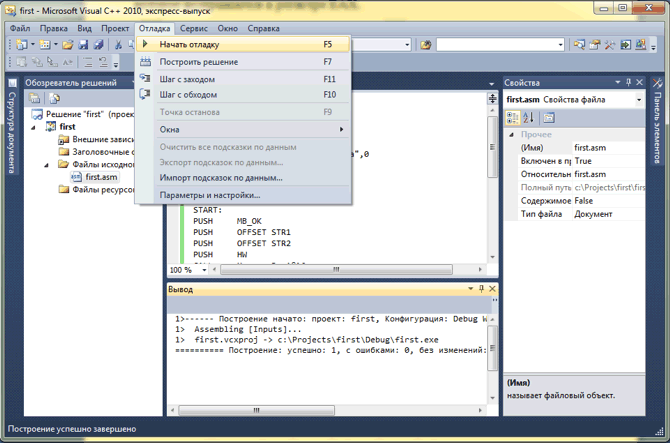 first - Microsoft Visual C++ 2010, экспресс-выпуск
Файл Правка Вид Проект Отладка Сервис Окно Справка
Начать отладку F5
Построить решение F7
Шаг с заходом F11
Шаг с обходом F10
Точка останова F9
Окна
Очистить все подсказки по данным
Экспорт подсказок по данным...
Импорт подсказок по данным...
Параметры и настройки...
Структура документа
Обозреватель решений
Решение "first" (проек
first
Внешние зависи
Заголовочные
Файлы исходно
first.asm
Файлы ресурсо
",0
START:
PUSH MB_OK
PUSH OFFSET STR1
PUSH OFFSET STR2
PUSH HW
100 %
Вывод
1>------ Построение начато: проект: first, Конфигурация: Debug W
1> Assembling [Inputs]...
1> first.vcxproj -> c:\Projects\first\Debug\first.exe
========== Построение: успешно: 1, с ошибками: 0, без изменений:
Свойства
first.asm Свойства файла
Прочее
(Имя) first.asm
Включен в пр True
Относительн first.asm
Полный путь c:\Projects\first\first
Содержимое False
Тип файла Документ
(Имя)
называет файловый объект.
Панель элементов
Построение успешно завершено